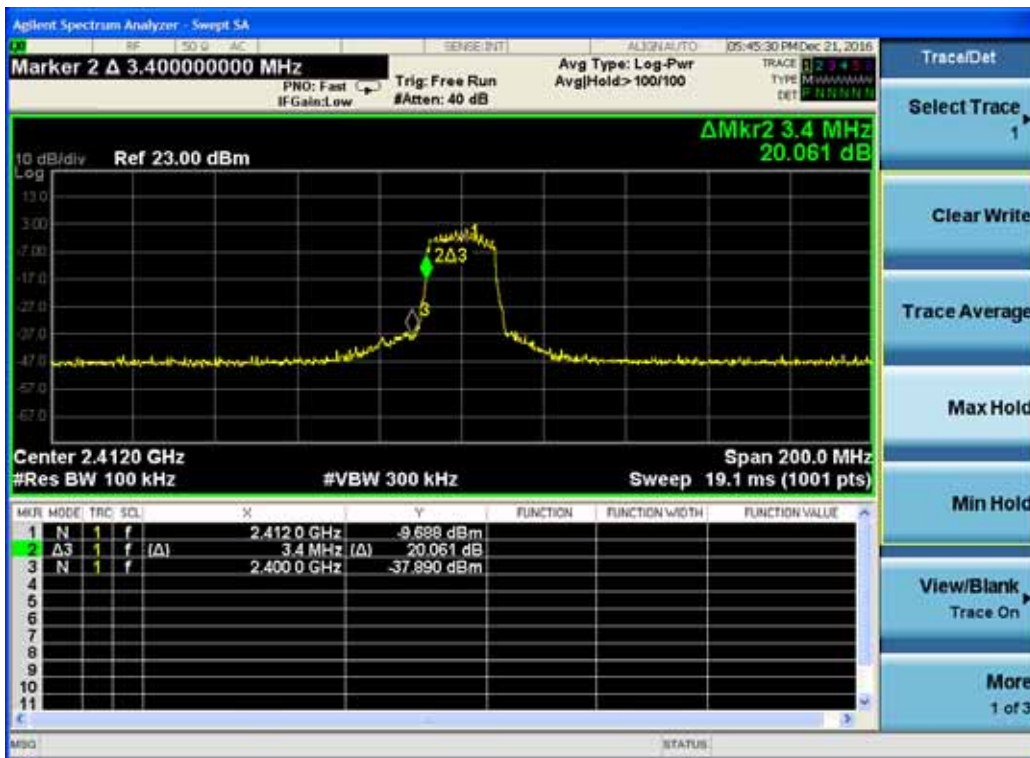 Agilent Spectrum Analyzer - Swept SA
RF 50 Ω AC SENSE:INT ALIGN AUTO 05:45:30 PM Dec 21, 2016
Marker 2 Δ 3.400000000 MHz
PNO: Fast
IFGain:Low
Trig: Free Run
#Atten: 40 dB
Avg Type: Log-Pwr
Avg|Hold:>100/100
TRACE 1 2 3 4 5 6
TYPE M
DET P N N N N N
ΔMkr2 3.4 MHz
20.061 dB
10 dB/div Ref 23.00 dBm
Log
13.0
3.00
-7.00
-17.0
-27.0
-37.0
-47.0
-57.0
-67.0
1
2Δ3
3
Center 2.4120 GHz Span 200.0 MHz
#Res BW 100 kHz #VBW 300 kHz Sweep 19.1 ms (1001 pts)
MKR MODE TRC SCL X Y FUNCTION FUNCTION WIDTH FUNCTION VALUE
1 N 1 f 2.412 0 GHz -9.688 dBm
2 Δ3 1 f (Δ) 3.4 MHz (Δ) 20.061 dB
3 N 1 f 2.400 0 GHz -37.890 dBm
4
5
6
7
8
9
10
11
MSG STATUS
Trace/Det
Select Trace
1
Clear Write
Trace Average
Max Hold
Min Hold
View/Blank
Trace On
More
1 of 3